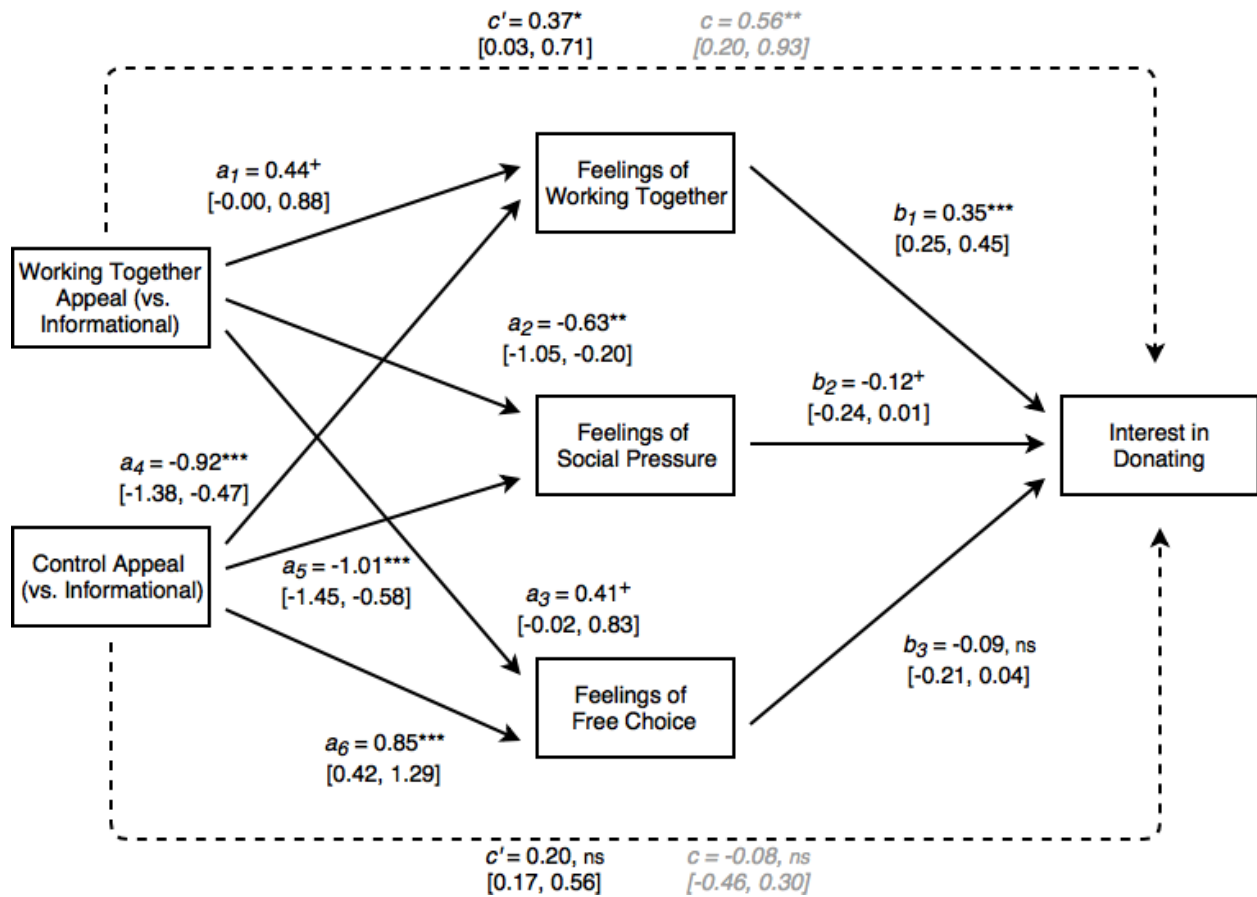 c' = 0.37* c = 0.56**
[0.03, 0.71] [0.20, 0.93]
a1 = 0.44+
[-0.00, 0.88]
Feelings of
Working Together
b1 = 0.35***
[0.25, 0.45]
Working Together
Appeal (vs.
Informational)
a2 = -0.63**
[-1.05, -0.20]
b2 = -0.12+
[-0.24, 0.01]
Feelings of
Social Pressure
Interest in
Donating
a4 = -0.92***
[-1.38, -0.47]
Control Appeal
(vs. Informational)
a5 = -1.01***
[-1.45, -0.58]
a3 = 0.41+
[-0.02, 0.83]
b3 = -0.09, ns
[-0.21, 0.04]
Feelings of
Free Choice
a6 = 0.85***
[0.42, 1.29]
c' = 0.20, ns c = -0.08, ns
[0.17, 0.56] [-0.46, 0.30]